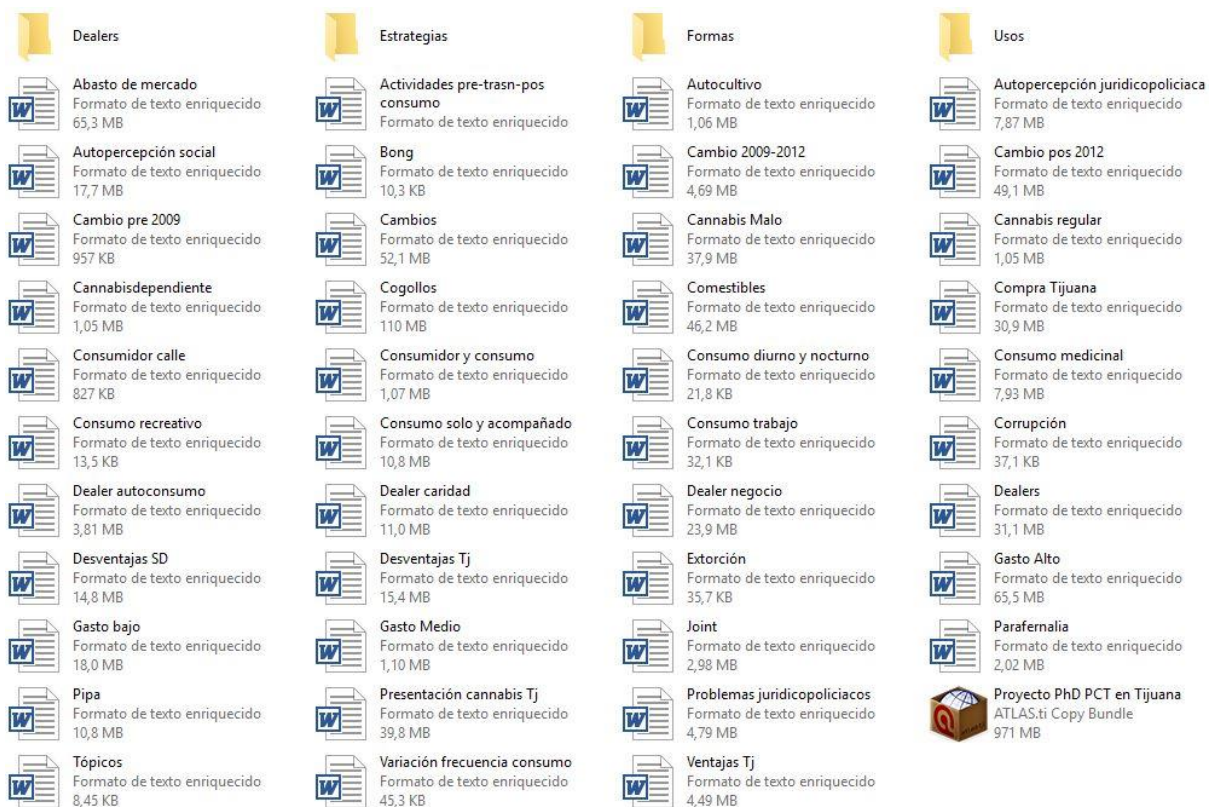 Dealers
Estrategias
Formas
Usos
Abasto de mercado
Formato de texto enriquecido
65,3 MB
Actividades pre-trasn-pos
consumo
Formato de texto enriquecido
Autocultivo
Formato de texto enriquecido
1,06 MB
Autopercepción juridicopoliciaca
Formato de texto enriquecido
7,87 MB
Autopercepción social
Formato de texto enriquecido
17,7 MB
Bong
Formato de texto enriquecido
10,3 KB
Cambio 2009-2012
Formato de texto enriquecido
4,69 MB
Cambio pos 2012
Formato de texto enriquecido
49,1 MB
Cambio pre 2009
Formato de texto enriquecido
957 KB
Cambios
Formato de texto enriquecido
52,1 MB
Cannabis Malo
Formato de texto enriquecido
37,9 MB
Cannabis regular
Formato de texto enriquecido
1,05 MB
Cannabisdependiente
Formato de texto enriquecido
1,05 MB
Cogollos
Formato de texto enriquecido
110 MB
Comestibles
Formato de texto enriquecido
46,2 MB
Compra Tijuana
Formato de texto enriquecido
30,9 MB
Consumidor calle
Formato de texto enriquecido
827 KB
Consumidor y consumo
Formato de texto enriquecido
1,07 MB
Consumo diurno y nocturno
Formato de texto enriquecido
21,8 KB
Consumo medicinal
Formato de texto enriquecido
7,93 MB
Consumo recreativo
Formato de texto enriquecido
13,5 KB
Consumo solo y acompañado
Formato de texto enriquecido
10,8 MB
Consumo trabajo
Formato de texto enriquecido
32,1 KB
Corrupción
Formato de texto enriquecido
37,1 KB
Dealer autoconsumo
Formato de texto enriquecido
3,81 MB
Dealer caridad
Formato de texto enriquecido
11,0 MB
Dealer negocio
Formato de texto enriquecido
23,9 MB
Dealers
Formato de texto enriquecido
31,1 MB
Desventajas SD
Formato de texto enriquecido
14,8 MB
Desventajas Tj
Formato de texto enriquecido
15,4 MB
Extorción
Formato de texto enriquecido
35,7 KB
Gasto Alto
Formato de texto enriquecido
65,5 MB
Gasto bajo
Formato de texto enriquecido
18,0 MB
Gasto Medio
Formato de texto enriquecido
1,10 MB
Joint
Formato de texto enriquecido
2,98 MB
Parafernalia
Formato de texto enriquecido
2,02 MB
Pipa
Formato de texto enriquecido
10,8 MB
Presentación cannabis Tj
Formato de texto enriquecido
39,8 MB
Problemas juridicopoliciacos
Formato de texto enriquecido
4,79 MB
Proyecto PhD PCT en Tijuana
ATLAS.ti Copy Bundle
971 MB
Tópicos
Formato de texto enriquecido
8,45 KB
Variación frecuencia consumo
Formato de texto enriquecido
45,3 KB
Ventajas Tj
Formato de texto enriquecido
4,49 MB